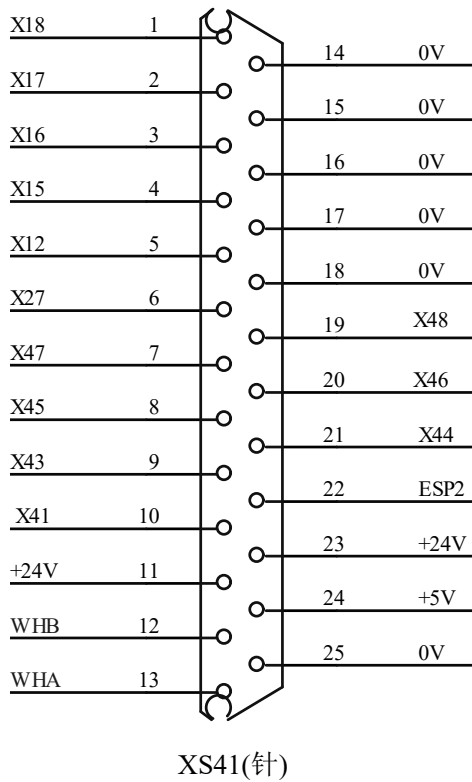 X18 1
14 0V
X17 2
15 0V
X16 3
16 0V
X15 4
17 0V
X12 5
18 0V
X27 6
19 X48
X47 7
20 X46
X45 8
21 X44
X43 9
22 ESP2
X41 10
23 +24V
+24V 11
24 +5V
WHB 12
25 0V
WHA 13
XS41(针)